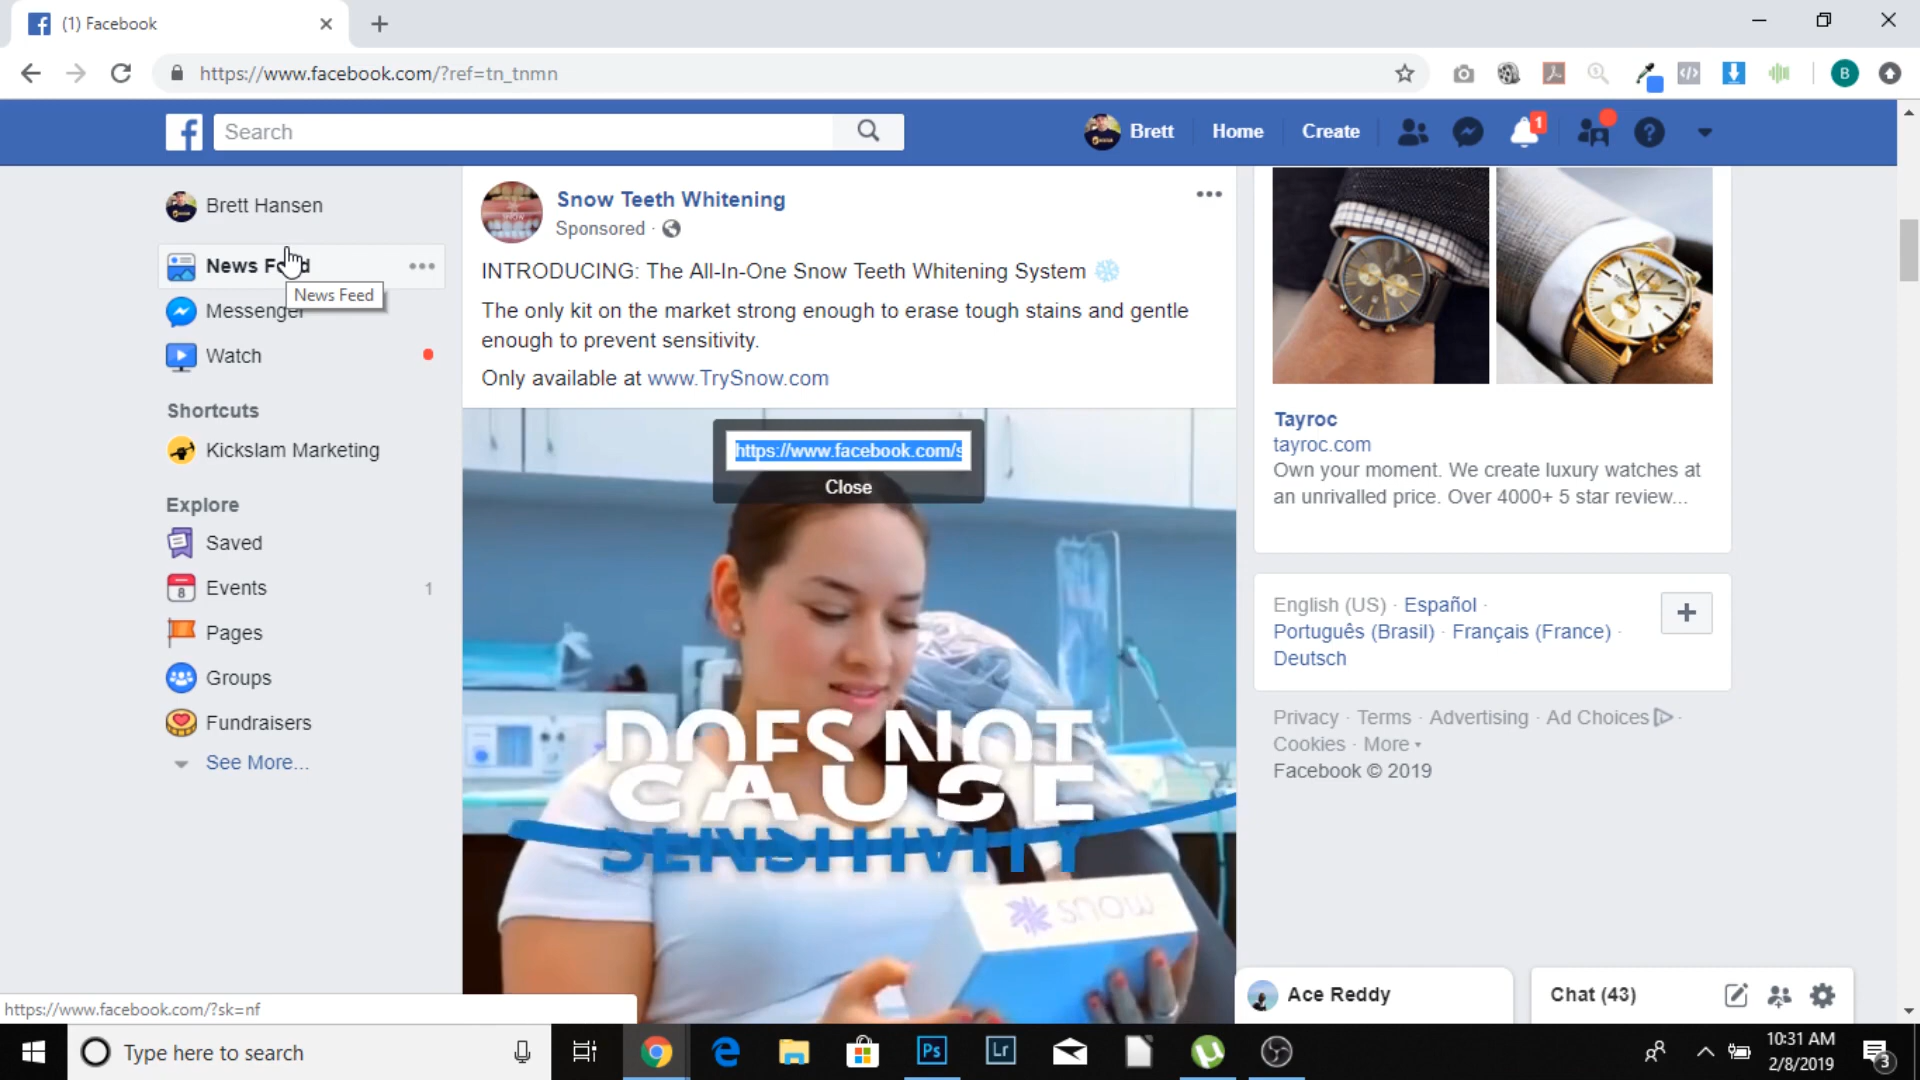 (1) Facebook
https://www.facebook.com/?ref=tn_tnmn
B
Search
Brett
Home
Create
1
Brett Hansen
News Feed
News Feed
Messenger
Watch
Shortcuts
Kickslam Marketing
Explore
Saved
8
Events
1
Pages
Groups
Fundraisers
See More...
Snow Teeth Whitening
Sponsored ·
INTRODUCING: The All-In-One Snow Teeth Whitening System
The only kit on the market strong enough to erase tough stains and gentle
enough to prevent sensitivity.
Only available at www.TrySnow.com
https://www.facebook.com/s
Close
DOES NOT
CAUSE
SENSITIVITY
snow
Tayroc
tayroc.com
Own your moment. We create luxury watches at
an unrivalled price. Over 4000+ 5 star review...
English (US) · Español ·
Português (Brasil) · Français (France) ·
Deutsch
Privacy · Terms · Advertising · Ad Choices ·
Cookies · More
Facebook © 2019
Ace Reddy
Chat (43)
https://www.facebook.com/?sk=nf
Type here to search
Ps
Lr
10:31 AM
2/8/2019
3